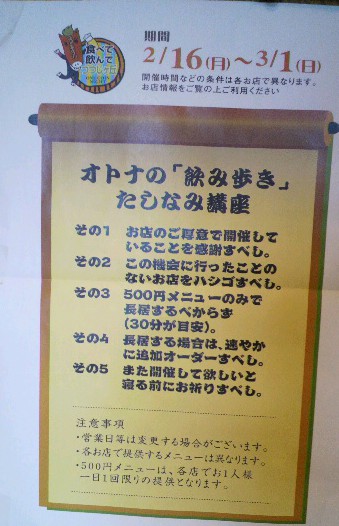 食べて
飲んで
期間
2/16(月)～3/1(日)
開催時間などの条件は各お店で異なります。
お店情報をご覧の上ご利用ください
オトナの「飲み歩き」
たしなみ講座
その1 お店のご厚意で開催して
いることを感謝すべし。
その2 この機会に行ったことの
ないお店をハシゴすべし。
その3 500円メニューのみで
長居するべからず
(30分が目安)。
その4 長居する場合は、速やか
に追加オーダーすべし。
その5 また開催して欲しいと
寝る前にお祈りすべし。
注意事項
・営業日等は変更する場合がございます。
・各お店で提供するメニューは異なります。
・500円メニューは、各店でお1人様
一日1回限りの提供となります。